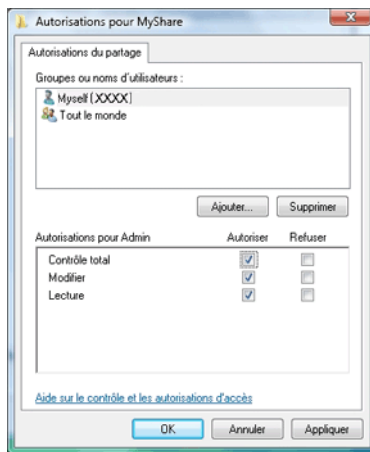 Autorisations pour MyShare
Autorisations du partage
Groupes ou noms d'utilisateurs :
Myself (XXXX)
Tout le monde
Ajouter... Supprimer
Autorisations pour Admin Autoriser Refuser
Contrôle total
Modifier
Lecture
Aide sur le contrôle et les autorisations d'accès
OK Annuler Appliquer